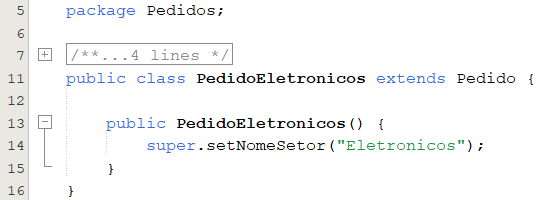 5 package Pedidos;
6
7 /**...4 lines */
11 public class PedidoEletronicos extends Pedido {
12
13 public PedidoEletronicos() {
14 super.setNomeSetor("Eletronicos");
15 }
16 }